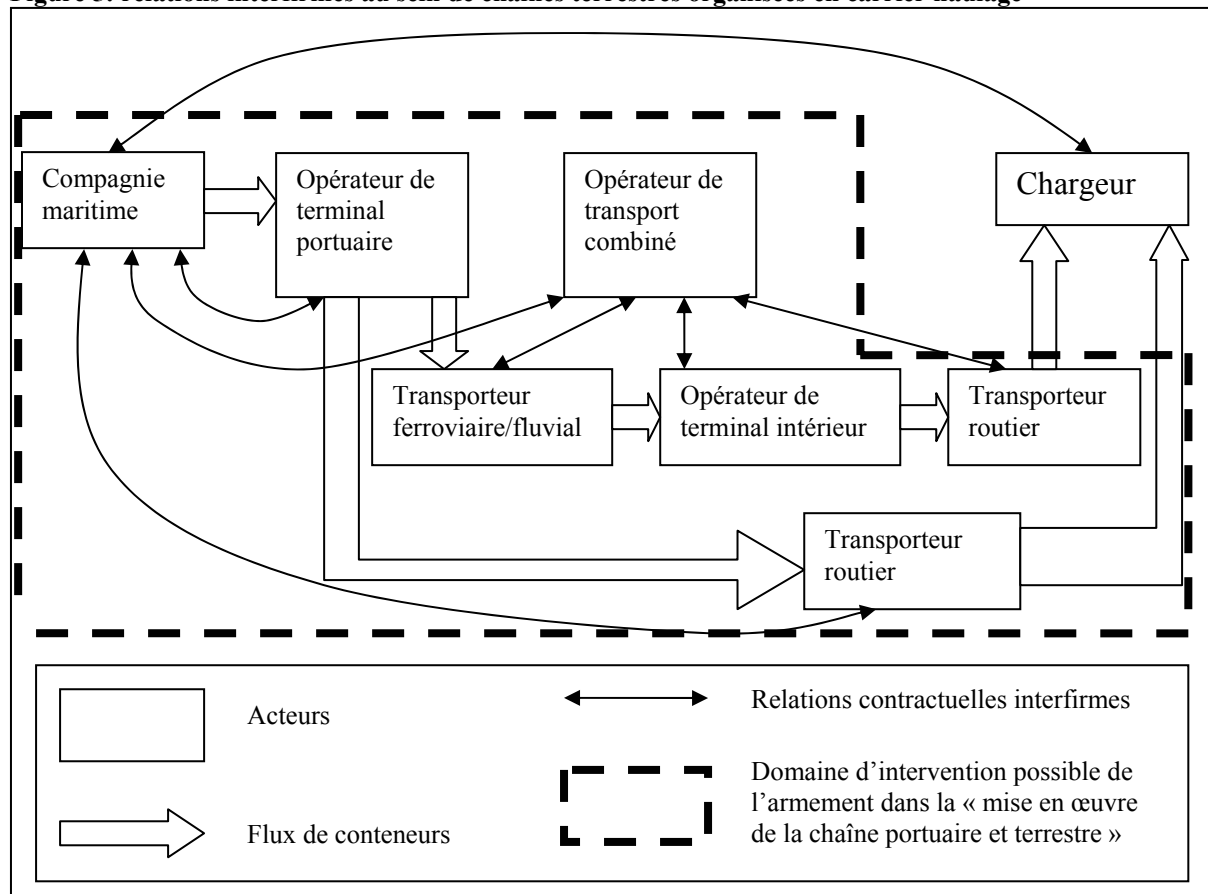 Figure 3: relations interfirmes au sein de chaînes terrestres organisées en carrier haulage
Compagnie
maritime
Opérateur de
terminal
portuaire
Opérateur de
transport
combiné
Chargeur
Transporteur
ferroviaire/fluvial
Opérateur de
terminal intérieur
Transporteur
routier
Transporteur
routier
Acteurs
Relations contractuelles interfirmes
Flux de conteneurs
Domaine d’intervention possible de
l’armement dans la « mise en œuvre
de la chaîne portuaire et terrestre »